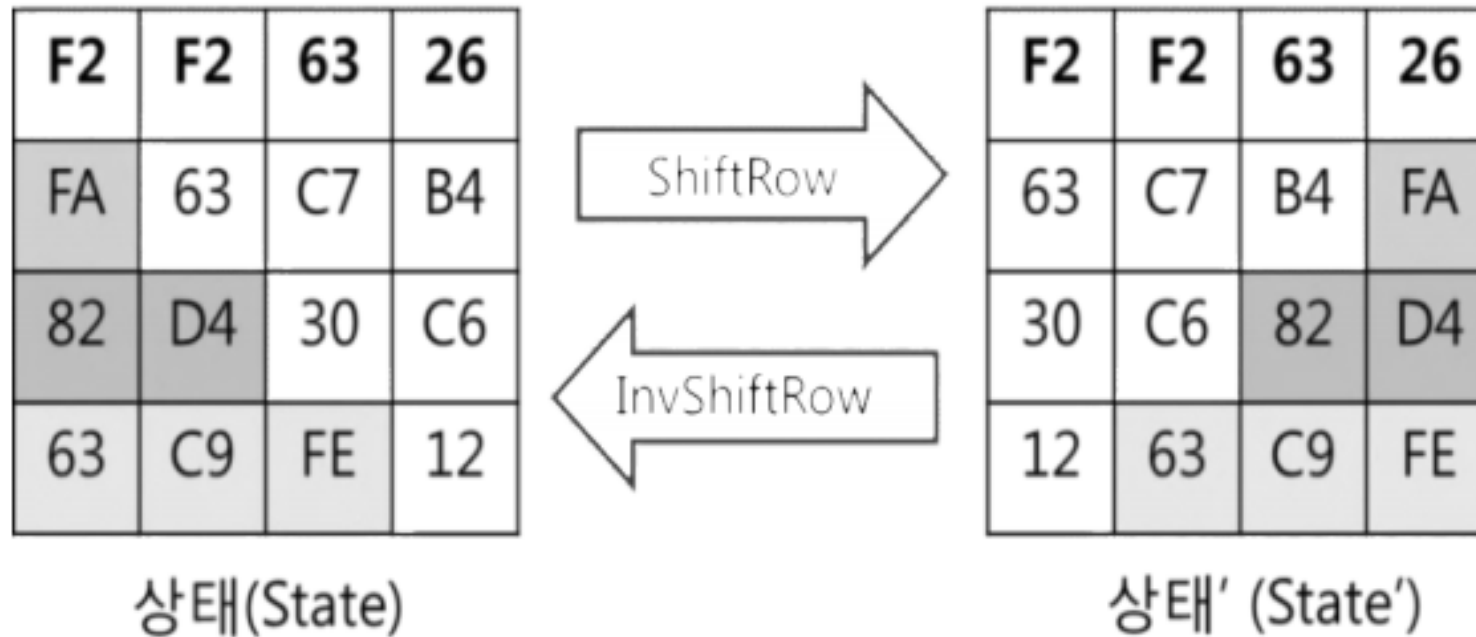 F2 F2 63 26 F2 F2 63 26
FA 63 C7 B4 ShiftRow 63 C7 B4 FA
82 D4 30 C6 30 C6 82 D4
InvShiftRow
63 C9 FE 12 12 63 C9 FE
상태(State) 상태′ (State′)